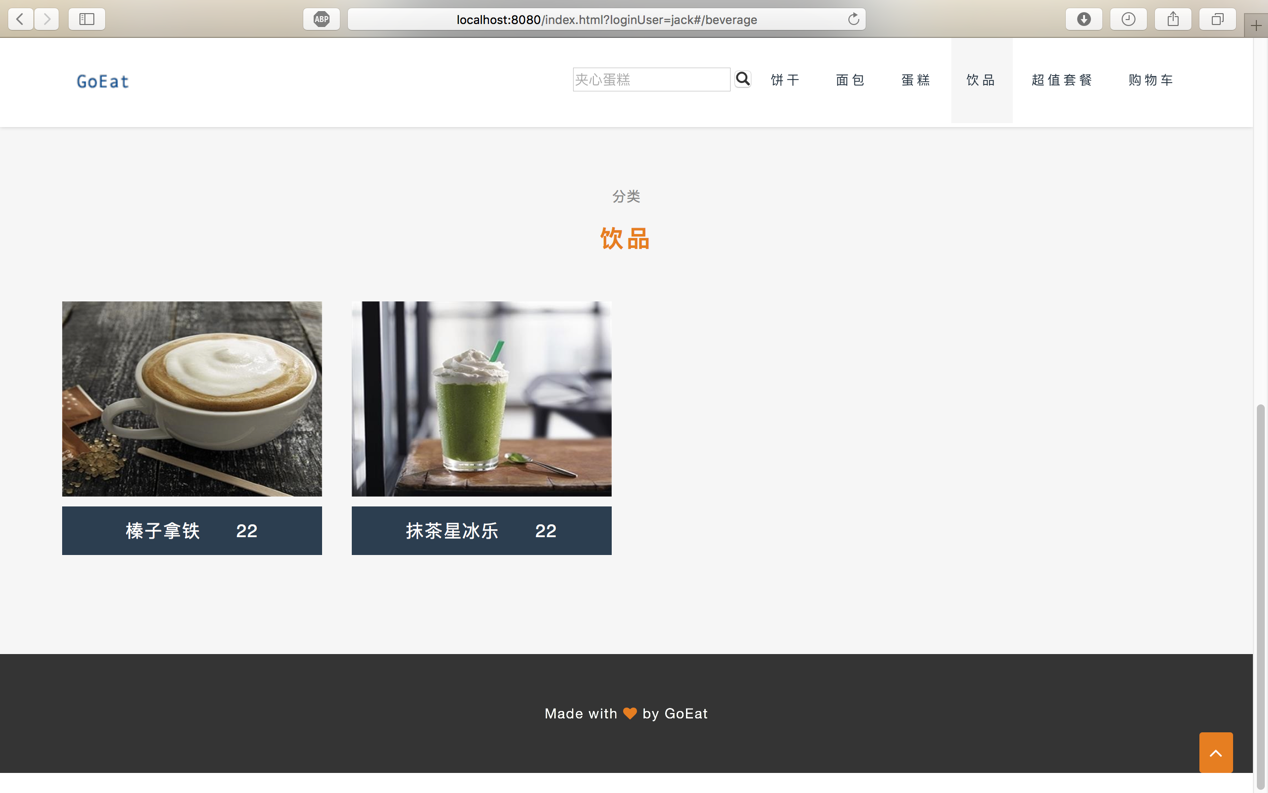 ABP
localhost:8080/index.html?loginUser=jack#/beverage
GoEat
夹心蛋糕
饼干
面包
蛋糕
饮品
超值套餐
购物车
分类
饮品
榛子拿铁 22
抹茶星冰乐 22
Made with 🧡 by GoEat